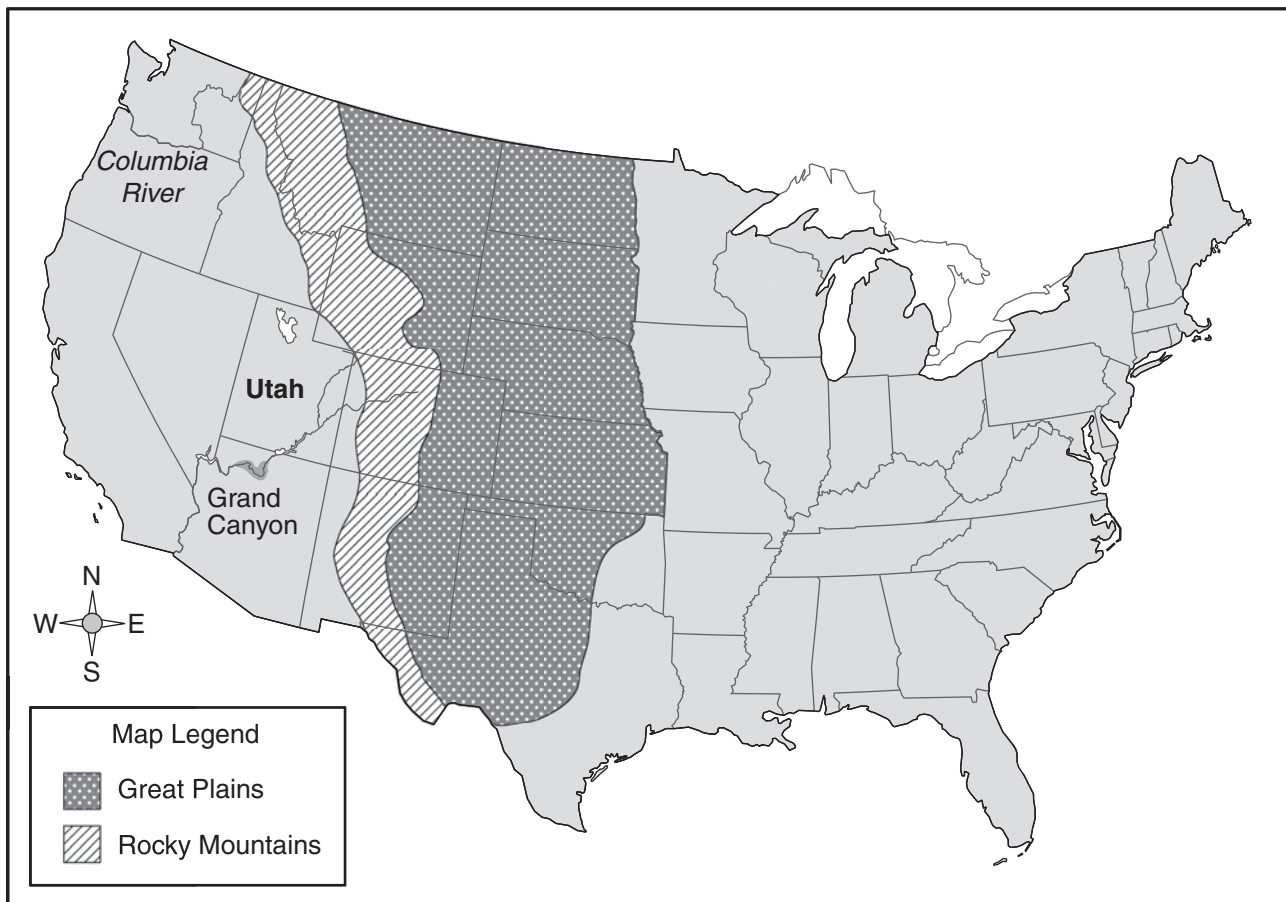 Columbia
River
Utah
Grand
Canyon
N
W E
S
Map Legend
Great Plains
Rocky Mountains